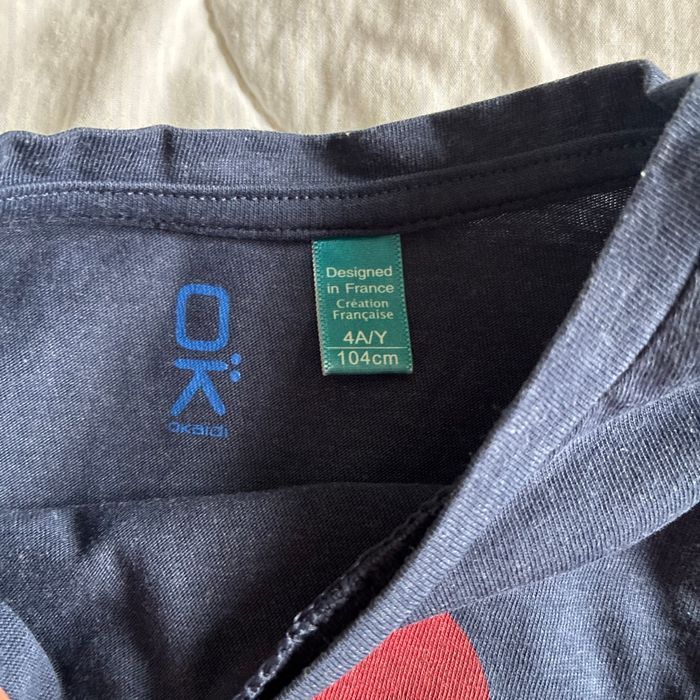 Designed
in France
Création
Française
4A/Y
104cm
OK
OKaïdi